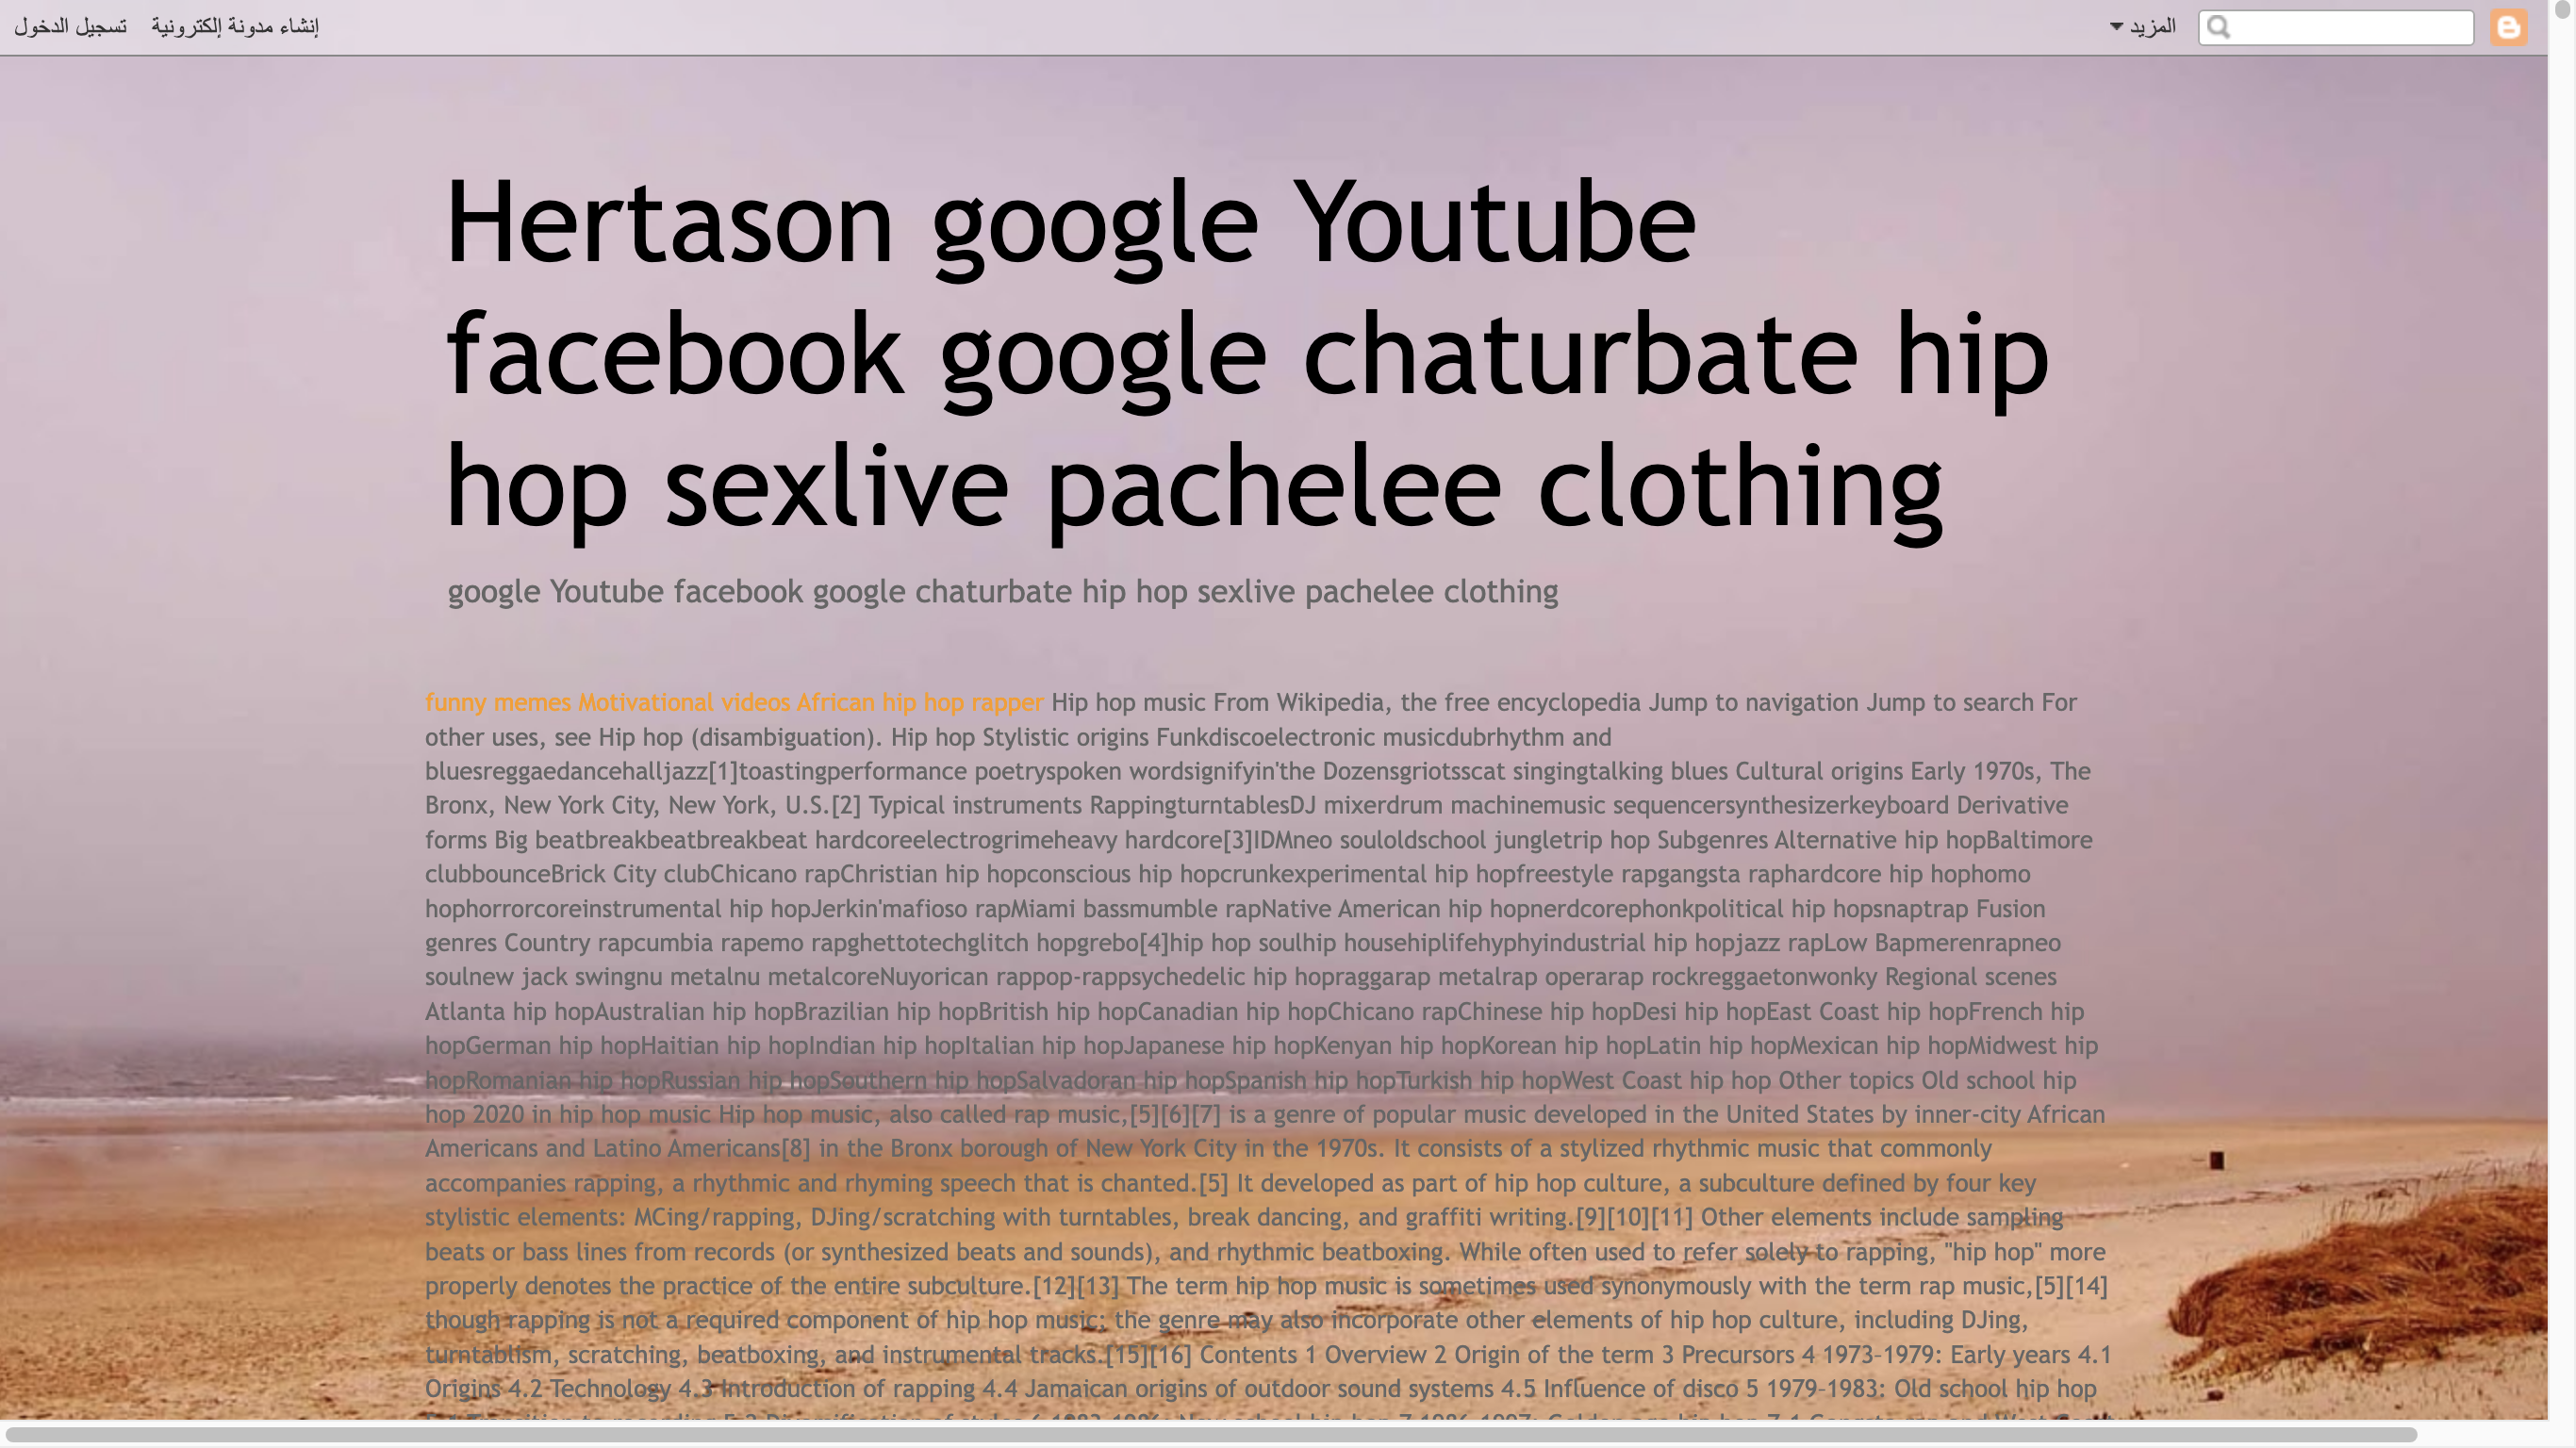 تسجيل الدخول
إنشاء مدونة إلكترونية
المزيد
Hertason google Youtube
facebook google chaturbate hip
hop sexlive pachelee clothing
google Youtube facebook google chaturbate hip hop sexlive pachelee clothing
funny memes Motivational videos African hip hop rapper Hip hop music From Wikipedia, the free encyclopedia Jump to navigation Jump to search For
other uses, see Hip hop (disambiguation). Hip hop Stylistic origins Funkdiscoelectronic musicdubrhythm and
bluesreggaedancehalljazz[1]toastingperformance poetryspoken wordsignifyin'the Dozensgriotsscat singingtalking blues Cultural origins Early 1970s, The
Bronx, New York City, New York, U.S.[2] Typical instruments RappingturntablesDJ mixerdrum machinemusic sequencersynthesizerkeyboard Derivative
forms Big beatbreakbeatbreakbeat hardcoreelectrogrimeheavy hardcore[3]IDMneo souloldschool jungletrip hop Subgenres Alternative hip hopBaltimore
clubbounceBrick City clubChicano rapChristian hip hopconscious hip hopcrunkexperimental hip hopfreestyle rapgangsta raphardcore hip hophomo
hophorrorcoreinstrumental hip hopJerkin'mafioso rapMiami bassmumble rapNative American hip hopnerdcorephonkpolitical hip hopsnaptrap Fusion
genres Country rapcumbia rapemo rapghettotechglitch hopgrebo[4]hip hop soulhip househiplifehyphyindustrial hip hopjazz rapLow Bapmerenrapneo
soulnew jack swingnu metalnu metalcoreNuyorican rappop-rappsychedelic hip hopraggarap metalrap operarap rockreggaetonwonky Regional scenes
Atlanta hip hopAustralian hip hopBrazilian hip hopBritish hip hopCanadian hip hopChicano rapChinese hip hopDesi hip hopEast Coast hip hopFrench hip
hopGerman hip hopHaitian hip hopIndian hip hopItalian hip hopJapanese hip hopKenyan hip hopKorean hip hopLatin hip hopMexican hip hopMidwest hip
hopRomanian hip hopRussian hip hopSouthern hip hopSalvadoran hip hopSpanish hip hopTurkish hip hopWest Coast hip hop Other topics Old school hip
hop 2020 in hip hop music Hip hop music, also called rap music,[5][6][7] is a genre of popular music developed in the United States by inner-city African
Americans and Latino Americans[8] in the Bronx borough of New York City in the 1970s. It consists of a stylized rhythmic music that commonly
accompanies rapping, a rhythmic and rhyming speech that is chanted.[5] It developed as part of hip hop culture, a subculture defined by four key
stylistic elements: MCing/rapping, DJing/scratching with turntables, break dancing, and graffiti writing.[9][10][11] Other elements include sampling
beats or bass lines from records (or synthesized beats and sounds), and rhythmic beatboxing. While often used to refer solely to rapping, "hip hop" more
properly denotes the practice of the entire subculture.[12][13] The term hip hop music is sometimes used synonymously with the term rap music,[5][14]
though rapping is not a required component of hip hop music; the genre may also incorporate other elements of hip hop culture, including DJing,
turntablism, scratching, beatboxing, and instrumental tracks.[15][16] Contents 1 Overview 2 Origin of the term 3 Precursors 4 1973–1979: Early years 4.1
Origins 4.2 Technology 4.3 Introduction of rapping 4.4 Jamaican origins of outdoor sound systems 4.5 Influence of disco 5 1979–1983: Old school hip hop